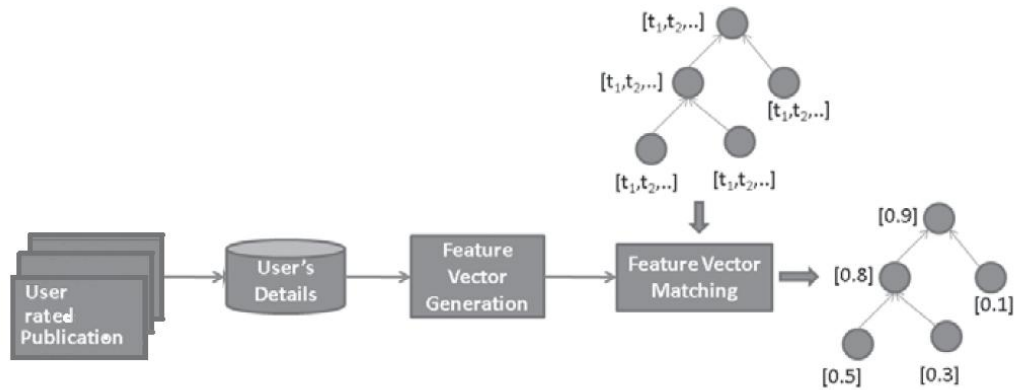 [t₁,t₂,..]
[t₁,t₂,..]
[t₁,t₂,..]
[t₁,t₂,..]
[t₁,t₂,..]
User
rated
Publication
User's
Details
Feature
Vector
Generation
Feature Vector
Matching
[0.9]
[0.8]
[0.1]
[0.5]
[0.3]